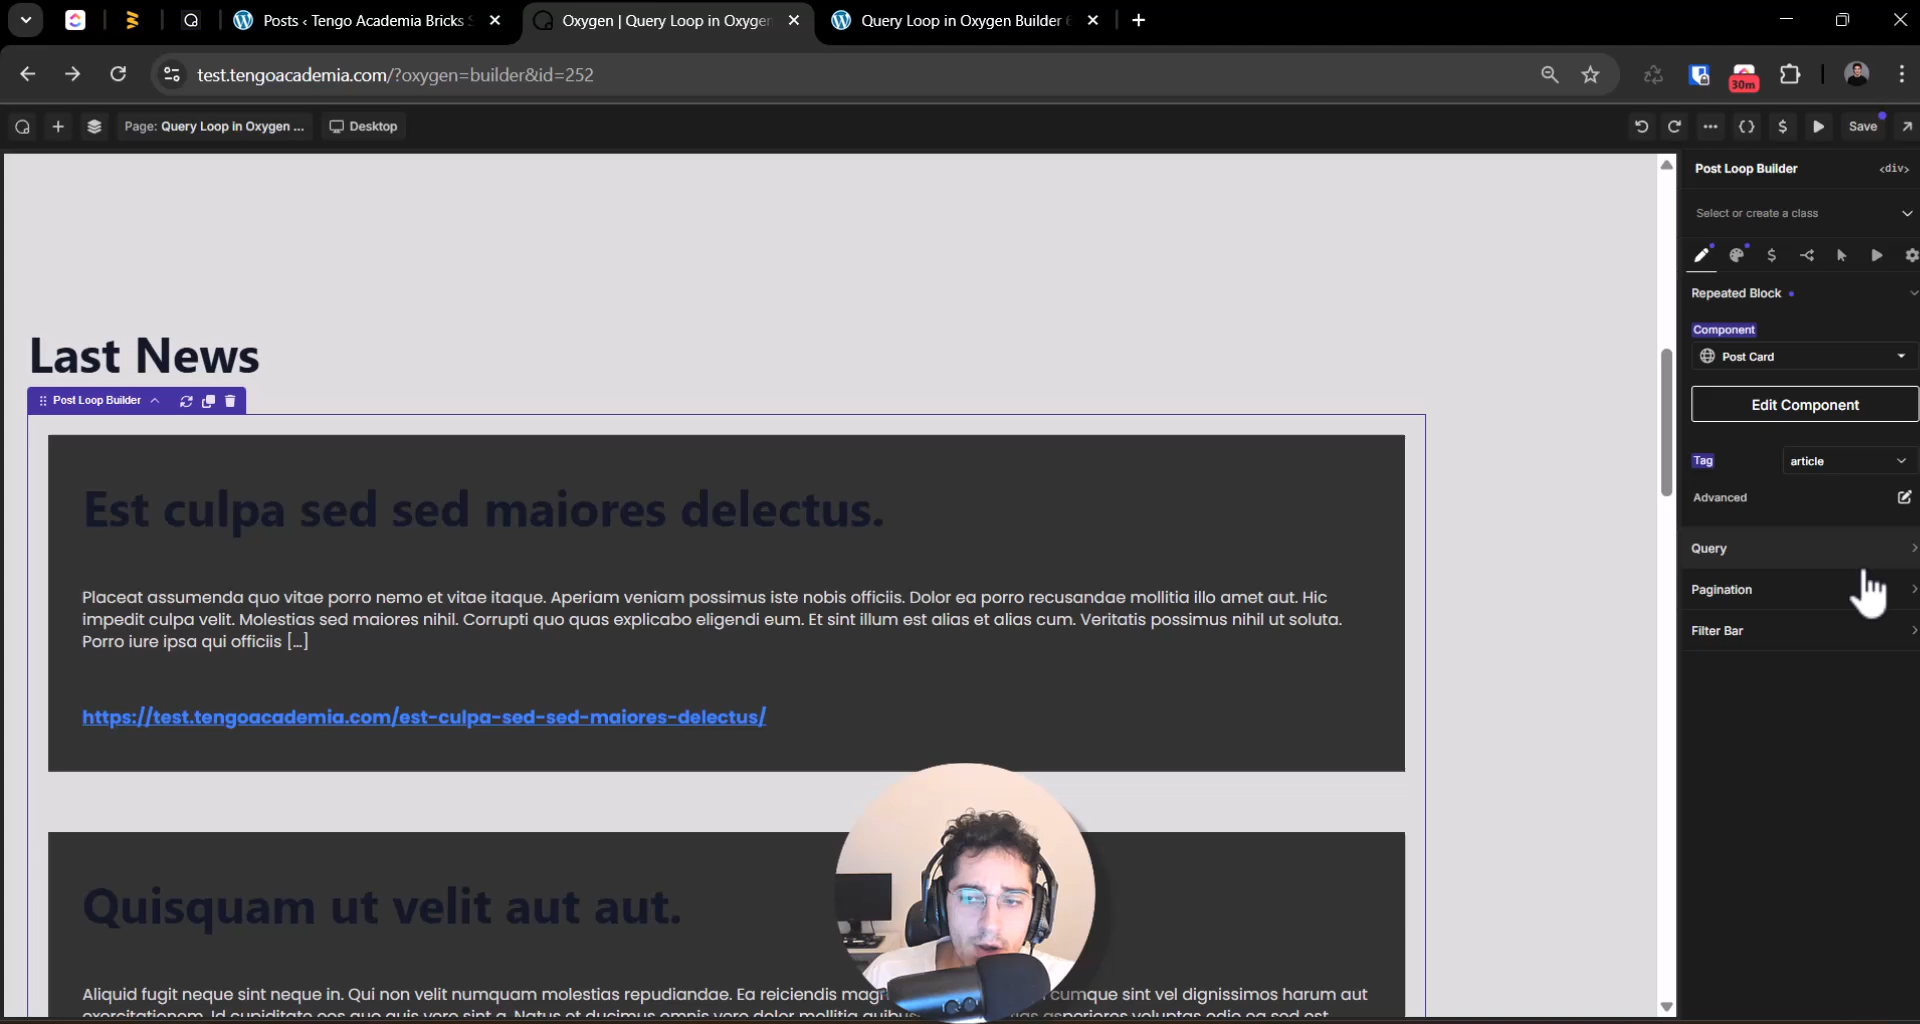 Posts ‹ Tengo Academia Bricks
Oxygen | Query Loop in Oxygen
Query Loop in Oxygen Builder
test.tengoacademia.com/?oxygen=builder&id=252
30m
Page: Query Loop in Oxygen ...
Desktop
Save
Last News
Post Loop Builder
Est culpa sed sed maiores delectus.
Placeat assumenda quo vitae porro nemo et vitae itaque. Aperiam veniam possimus iste nobis officiis. Dolor ea porro recusandae mollitia illo amet aut. Hic
impedit culpa velit. Molestias sed maiores nihil. Corrupti quo quas explicabo eligendi eum. Et sint illum est alias et alias cum. Veritatis possimus nihil ut soluta.
Porro iure ipsa qui officiis […]
https://test.tengoacademia.com/est-culpa-sed-sed-maiores-delectus/
Quisquam ut velit aut aut.
Aliquid fugit neque sint neque in. Qui non velit numquam molestias repudiandae. Ea reiciendis cumque sint vel dignissimos harum aut
Post Loop Builder
<div>
Select or create a class
Repeated Block
Component
Post Card
Edit Component
Tag
article
Advanced
Query
Pagination
Filter Bar